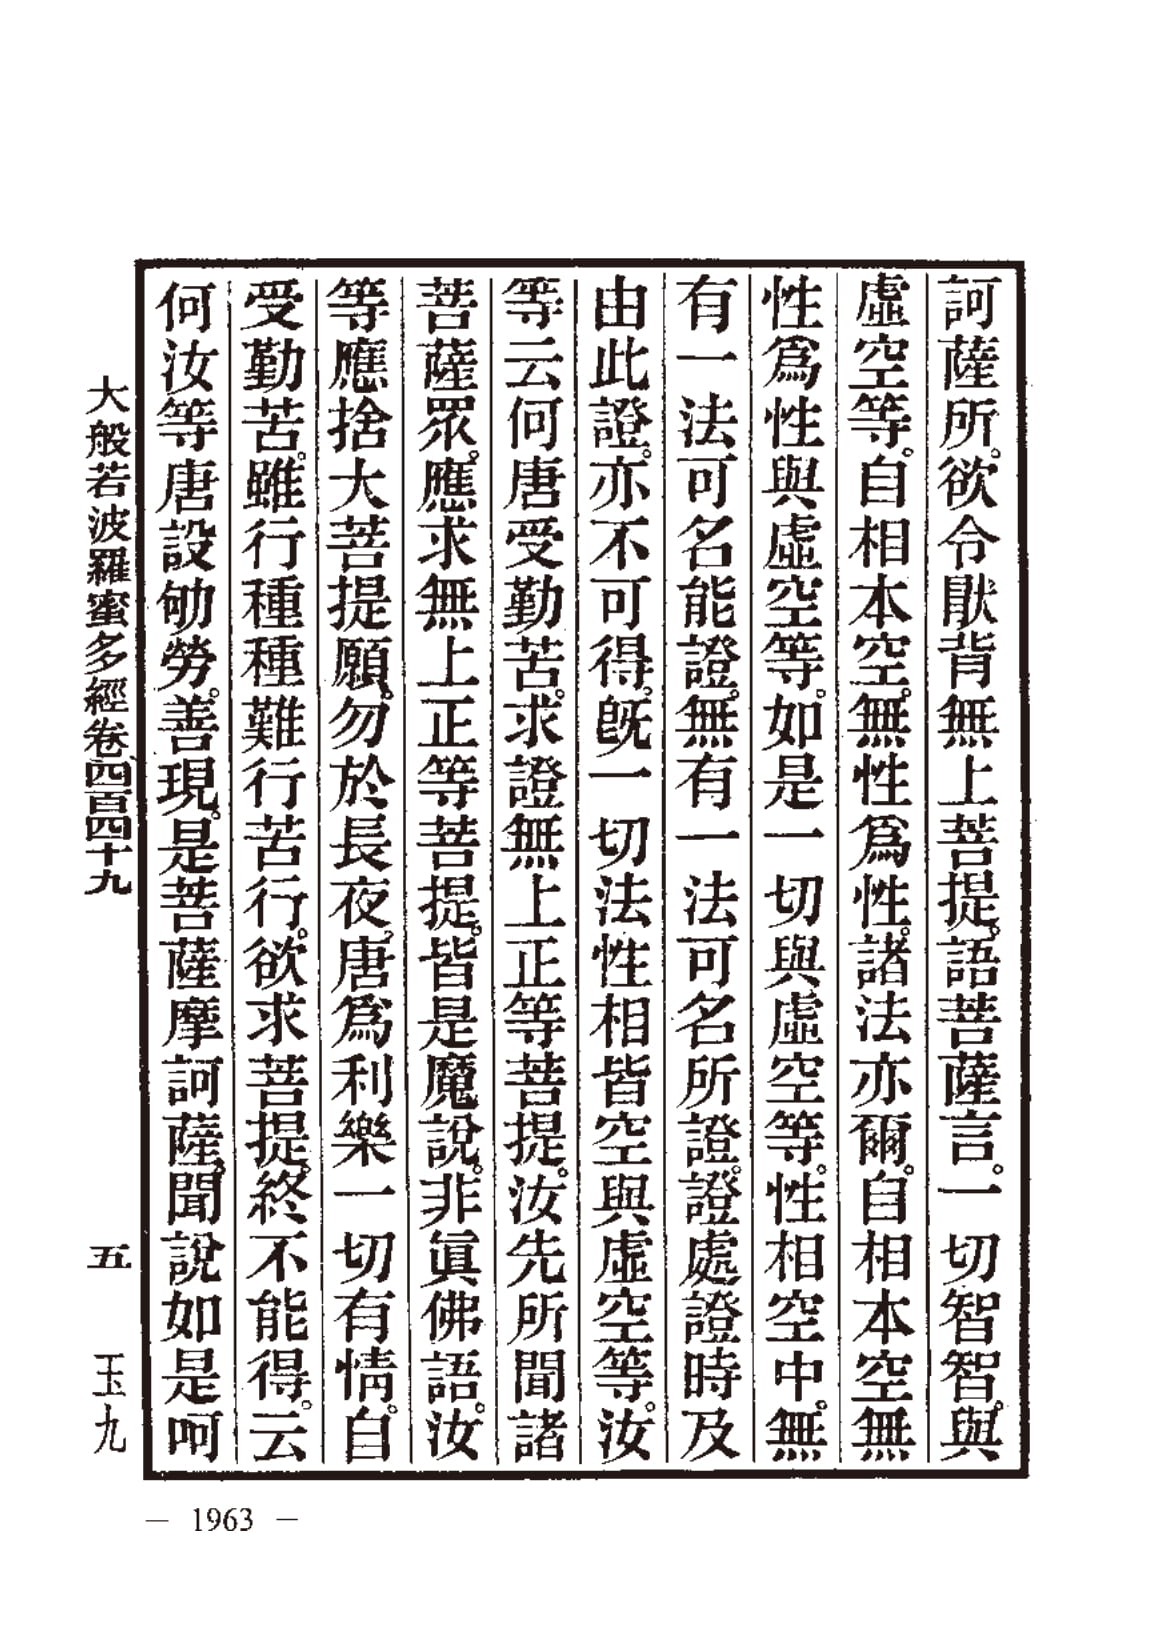 訶薩所。欲令猒背無上菩提。語菩薩言。一切智智。與
虛空等。自相本空。無性爲性。諸法亦爾。自相本空無
性爲性與虛空等。如是一切與虛空等。性相空中。無
有一法可名能證。無有一法可名所證。證處證時及
由此證。亦不可得。旣一切法性相皆空與虛空等。汝
等云何唐受勤苦。求證無上正等菩提。汝先所聞諸
菩薩眾。應求無上正等菩提。皆是魔說。非眞佛語。汝
等應捨大菩提願。勿於長夜。唐爲利樂一切有情。自
受勤苦。雖行種種難行苦行。欲求菩提。終不能得。云
何汝等唐設劬勞。善現。是菩薩摩訶薩。聞說如是呵
大般若波羅蜜多經卷四百四十九 五 玉九
— 1963 —